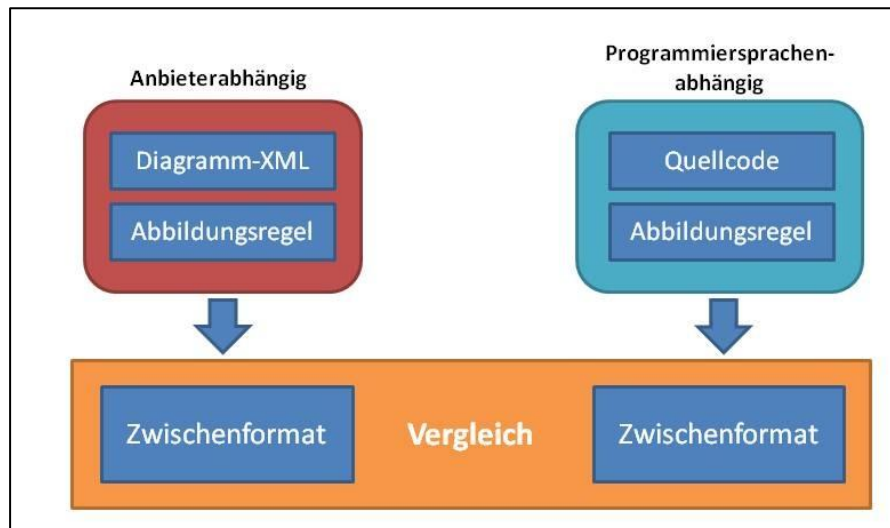 Anbieterabhängig
Programmiersprachen-
abhängig
Diagramm-XML
Abbildungsregel
Quellcode
Abbildungsregel
Zwischenformat
Vergleich
Zwischenformat